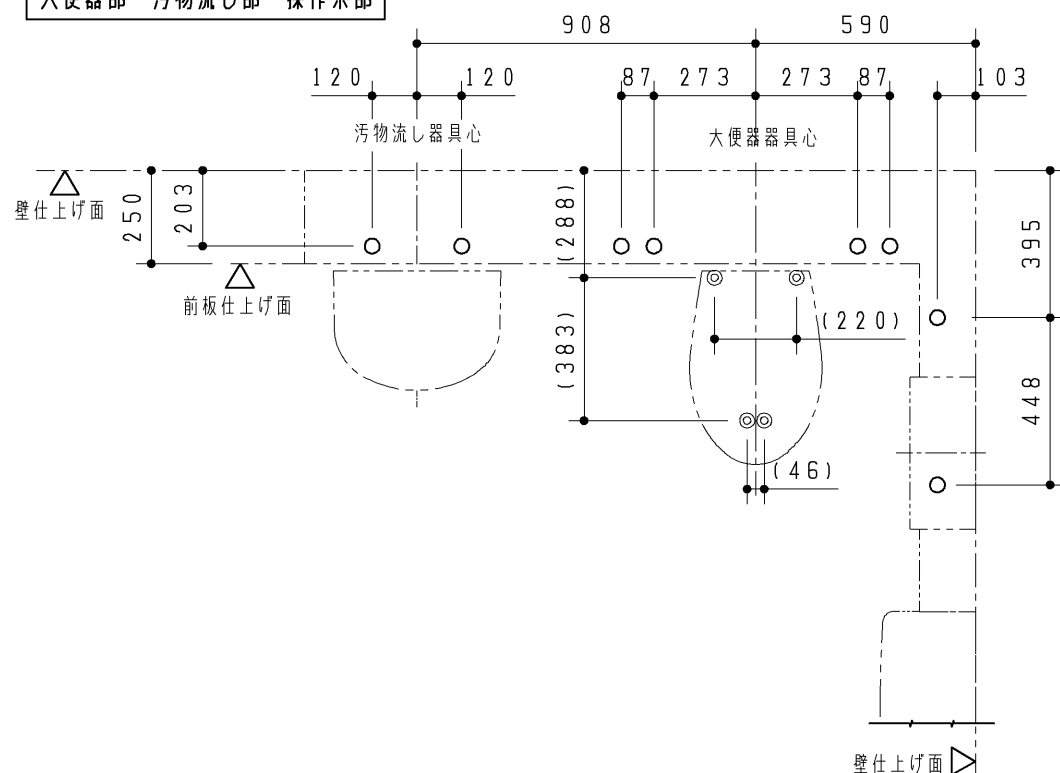 大便器部 汚物流し部 操作系部
908 590
120 120 87 273 273 87 103
汚物流し器具心 大便器器具心
壁仕上げ面
250
203
(288)
395
前板仕上げ面
(220)
(383)
448
(46)
壁仕上げ面